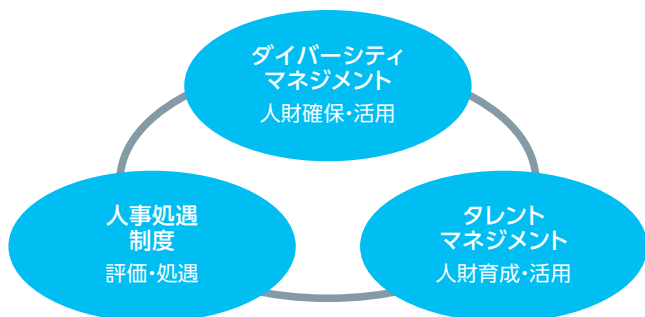 ダイバーシティ
マネジメント
人財確保・活用
人事処遇
制度
評価・処遇
タレント
マネジメント
人財育成・活用